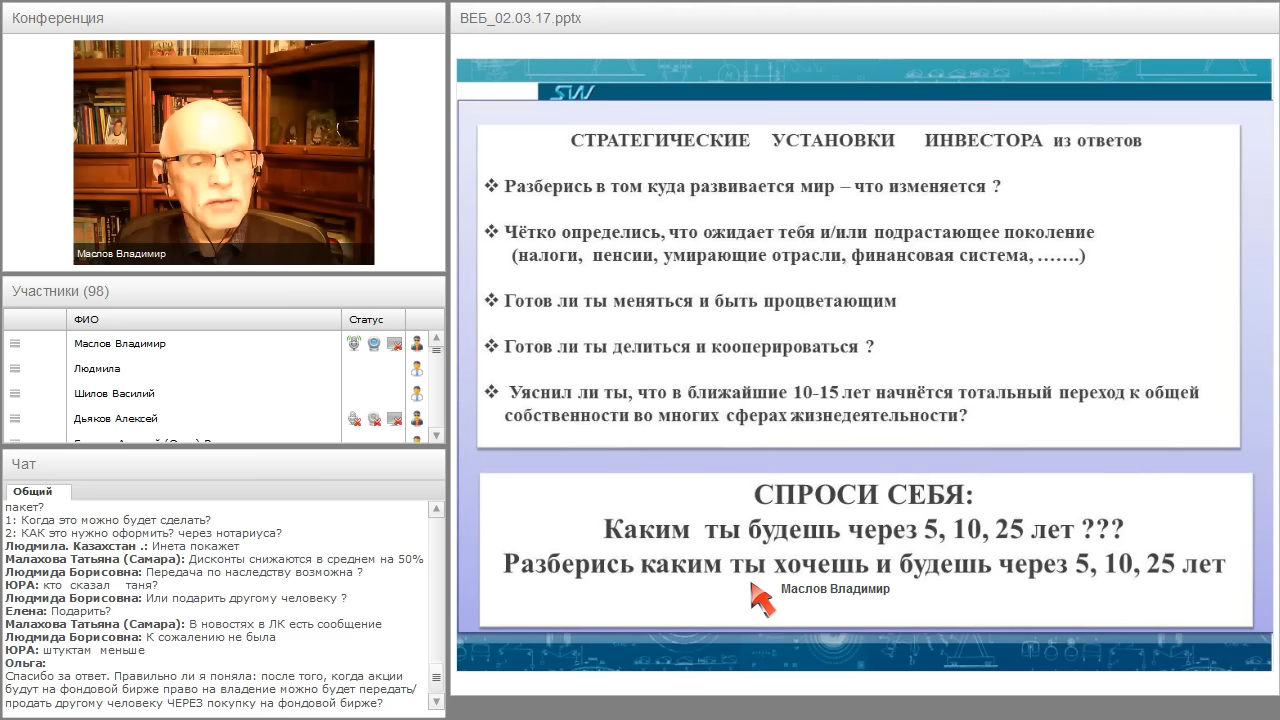 Конференция
Маслов Владимир
Участники (98)
ФИО
Статус
Маслов Владимир
Людмила
Шилов Василий
Дьяков Алексей
Чат
Общий
пакет?
1: Когда это можно будет сделать?
2: КАК это нужно оформить? через нотариуса?
Людмила. Казахстан .: Инета покажет
Малахова Татьяна (Самара): Дисконты снижаются в среднем на 50%
Людмида Борисовна: Передача по наследству возможна ?
ЮРА: кто сказал таня?
Людмида Борисовна: Или подарить другому человеку ?
Елена: Подарить?
Малахова Татьяна (Самара): В новостях в ЛК есть сообщение
Людмида Борисовна: К сожалению не была
ЮРА: штуктам меньше
Ольга:
Спасибо за ответ. Правильно ли я поняла: после того, когда акции
будут на фондовой бирже право на владение можно будет передать/
продать другому человеку ЧЕРЕЗ покупку на фондовой бирже?
ВЕБ_02.03.17.pptx
SW
СТРАТЕГИЧЕСКИЕ УСТАНОВКИ ИНВЕСТОРА из ответов
❖ Разберись в том куда развивается мир – что изменяется ?
❖ Чётко определись, что ожидает тебя и/или подрастающее поколение
(налоги, пенсии, умирающие отрасли, финансовая система, …….)
❖ Готов ли ты меняться и быть процветающим
❖ Готов ли ты делиться и кооперироваться ?
❖ Уяснил ли ты, что в ближайшие 10-15 лет начнётся тотальный переход к общей
собственности во многих сферах жизнедеятельности?
СПРОСИ СЕБЯ:
Каким ты будешь через 5, 10, 25 лет ???
Разберись каким ты хочешь и будешь через 5, 10, 25 лет
Маслов Владимир